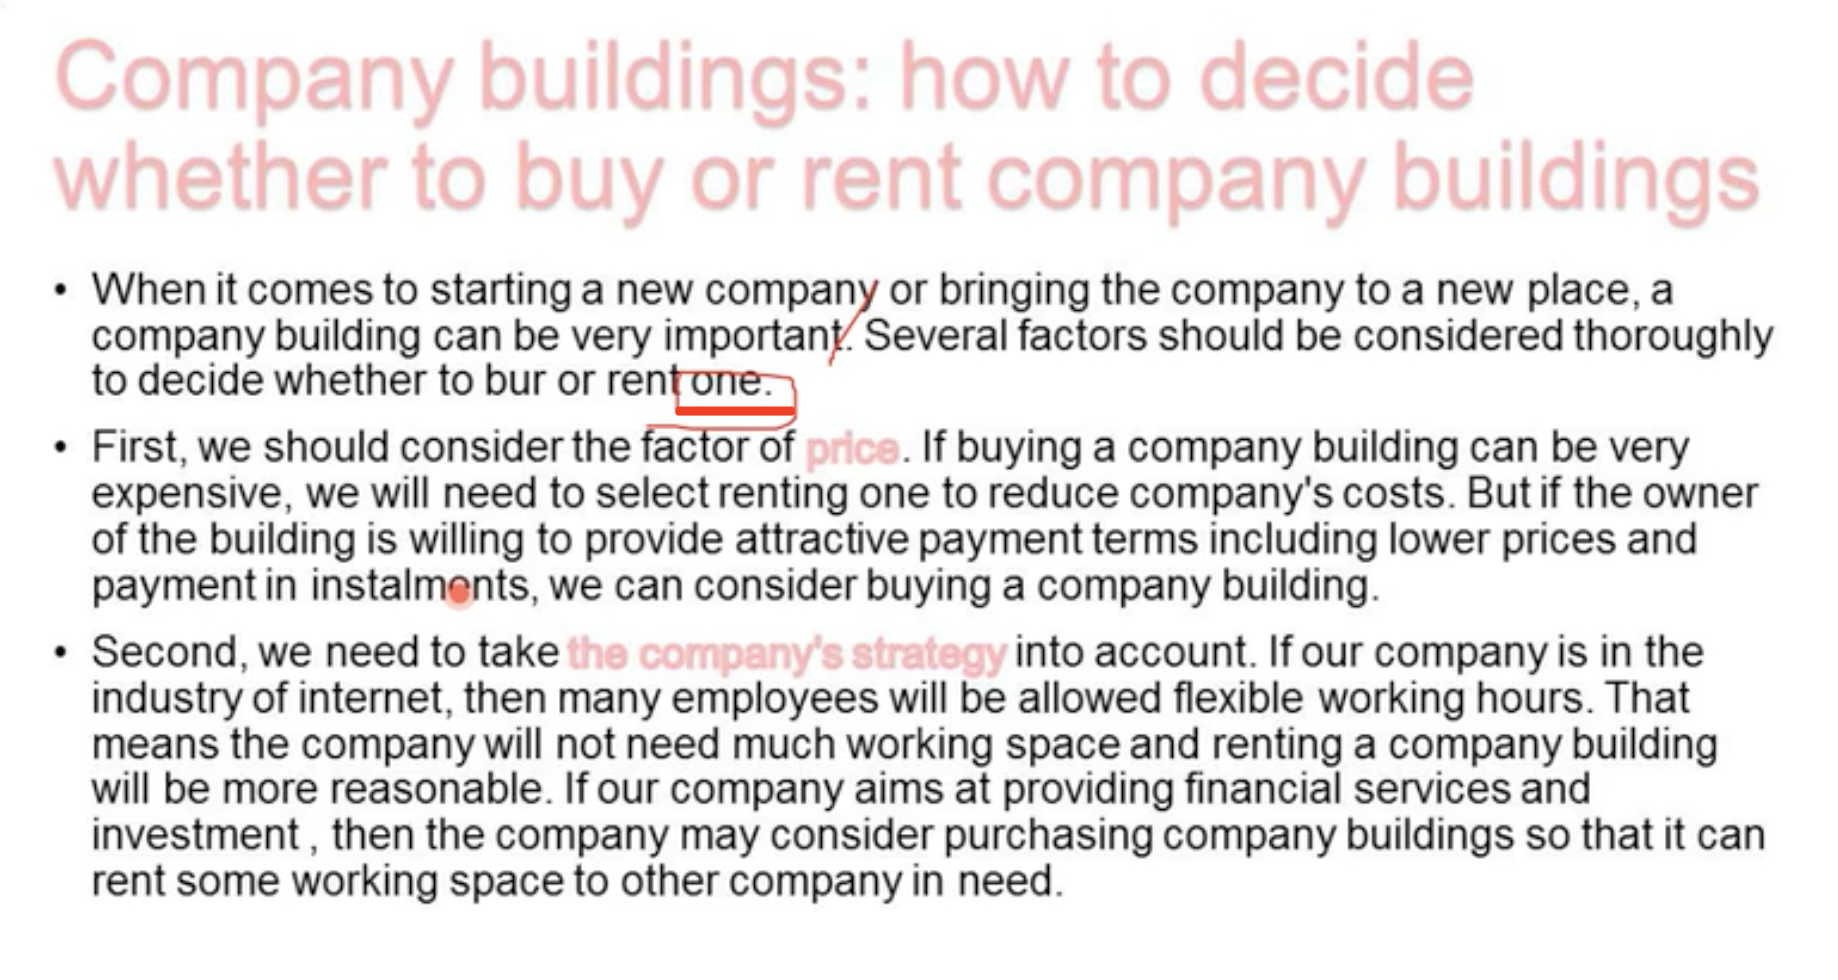 Company buildings: how to decide
whether to buy or rent company buildings
• When it comes to starting a new company or bringing the company to a new place, a
company building can be very important. Several factors should be considered thoroughly
to decide whether to bur or rent one.
• First, we should consider the factor of price. If buying a company building can be very
expensive, we will need to select renting one to reduce company's costs. But if the owner
of the building is willing to provide attractive payment terms including lower prices and
payment in instalments, we can consider buying a company building.
• Second, we need to take the company's strategy into account. If our company is in the
industry of internet, then many employees will be allowed flexible working hours. That
means the company will not need much working space and renting a company building
will be more reasonable. If our company aims at providing financial services and
investment , then the company may consider purchasing company buildings so that it can
rent some working space to other company in need.